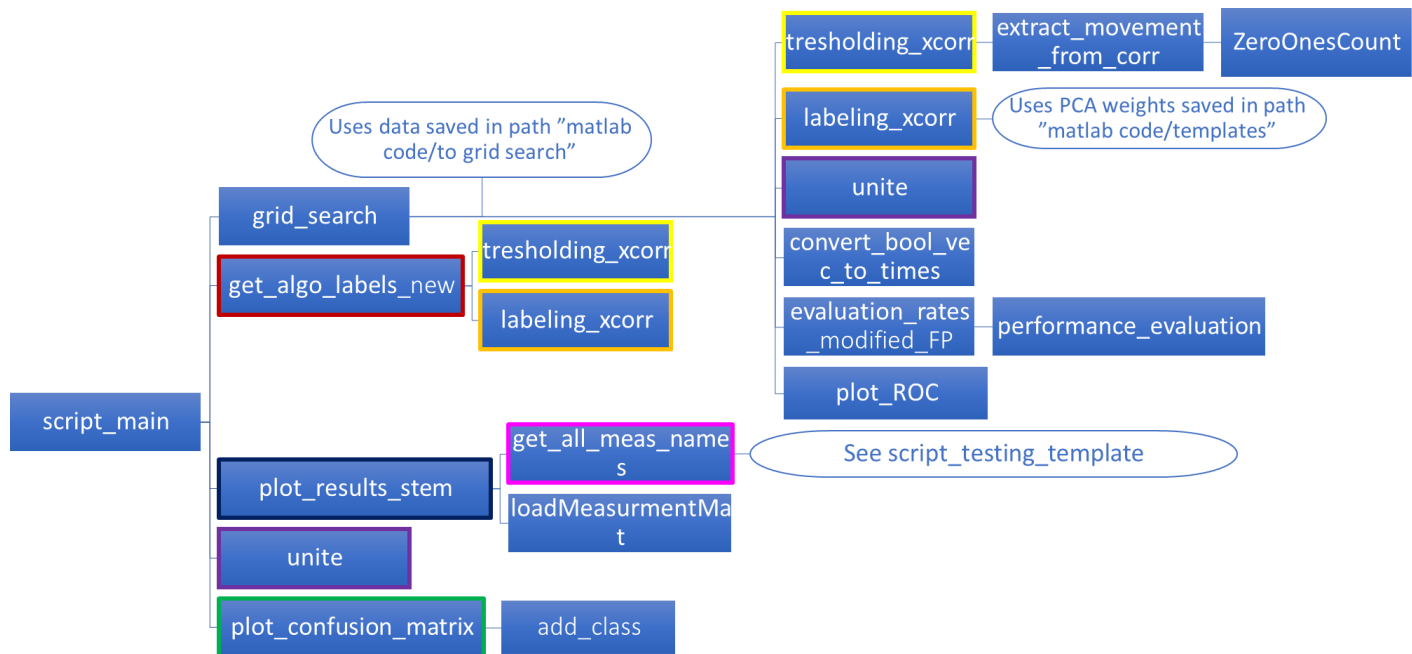 tresholding_xcorr
extract_movement
_from_corr
ZeroOnesCount
Uses data saved in path ”matlab
code/to grid search”
labeling_xcorr
Uses PCA weights saved in path
”matlab code/templates”
unite
grid_search
tresholding_xcorr
convert_bool_ve
c_to_times
get_algo_labels_new
labeling_xcorr
evaluation_rates
_modified_FP
performance_evaluation
plot_ROC
script_main
get_all_meas_name
s
See script_testing_template
plot_results_stem
loadMeasurmentMa
t
unite
plot_confusion_matrix
add_class